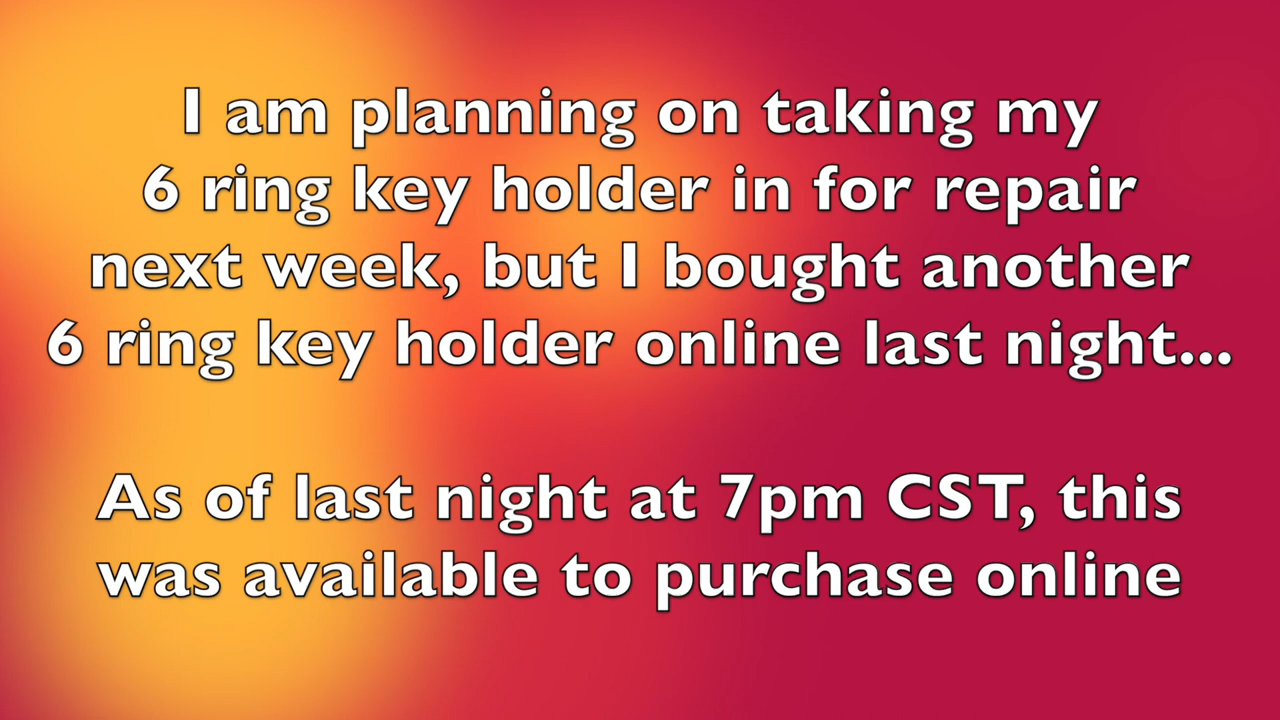 I am planning on taking my
6 ring key holder in for repair
next week, but I bought another
6 ring key holder online last night...
As of last night at 7pm CST, this
was available to purchase online